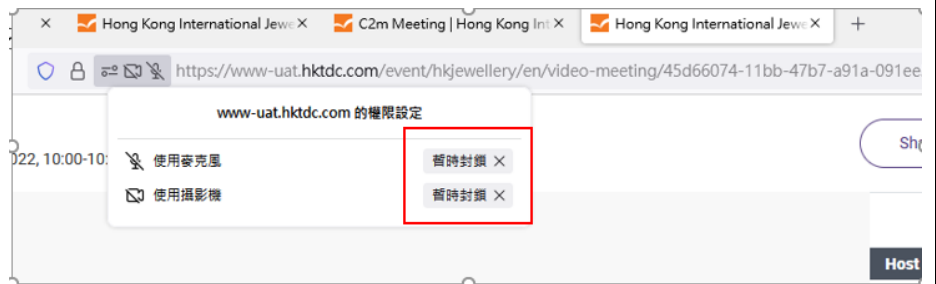 Hong Kong International Jewe
C2m Meeting | Hong Kong Int
Hong Kong International Jewe
https://www-uat.hktdc.com/event/hkjewellery/en/video-meeting/45d66074-11bb-47b7-a91a-091ee
www-uat.hktdc.com 的權限設定
022, 10:00-10:
使用麥克風
暫時封鎖
使用攝影機
暫時封鎖
Sh
Host